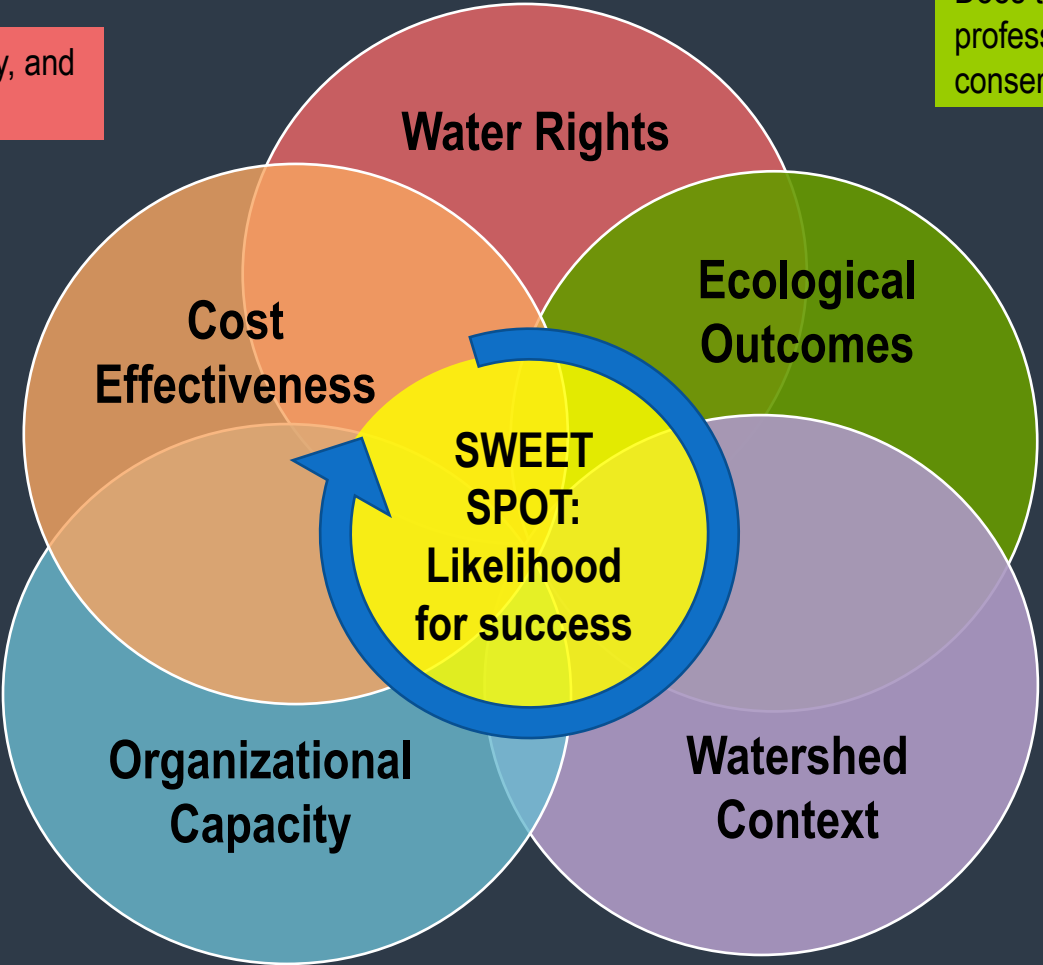 y, and
profess
conser
Water Rights
Ecological
Outcomes
Cost
Effectiveness
SWEET
SPOT:
Likelihood
for success
Organizational
Capacity
Watershed
Context